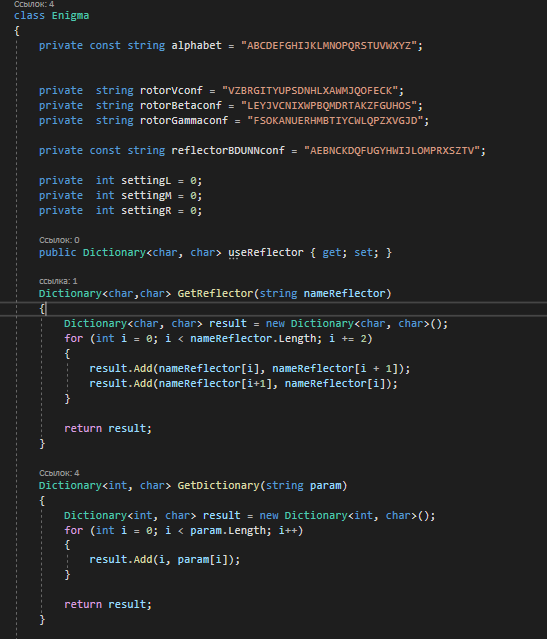 Ссылок: 4
class Enigma
{
private const string alphabet = "ABCDEFGHIJKLMNOPQRSTUVWXYZ";
private  string rotorVconf = "VZBRGITYUPSDNHLXAWMJQOFECK";
private  string rotorBetaconf = "LEYJVCNIXWPBQMDRTAKZFGUHOS";
private  string rotorGammaconf = "FSOKANUERHMBTIYCWLQPZXVGJD";
private const string reflectorBDUNNconf = "AEBNCKDQFUGYHWIJLOMPRXSZTV";
private  int settingL = 0;
private  int settingM = 0;
private  int settingR = 0;
Ссылок: 0
public Dictionary<char, char> useReflector { get; set; }
ссылка: 1
Dictionary<char,char> GetReflector(string nameReflector)
{
Dictionary<char, char> result = new Dictionary<char, char>();
for (int i = 0; i < nameReflector.Length; i += 2)
{
result.Add(nameReflector[i], nameReflector[i + 1]);
result.Add(nameReflector[i+1], nameReflector[i]);
}
return result;
}
Ссылок: 4
Dictionary<int, char> GetDictionary(string param)
{
Dictionary<int, char> result = new Dictionary<int, char>();
for (int i = 0; i < param.Length; i++)
{
result.Add(i, param[i]);
}
return result;
}